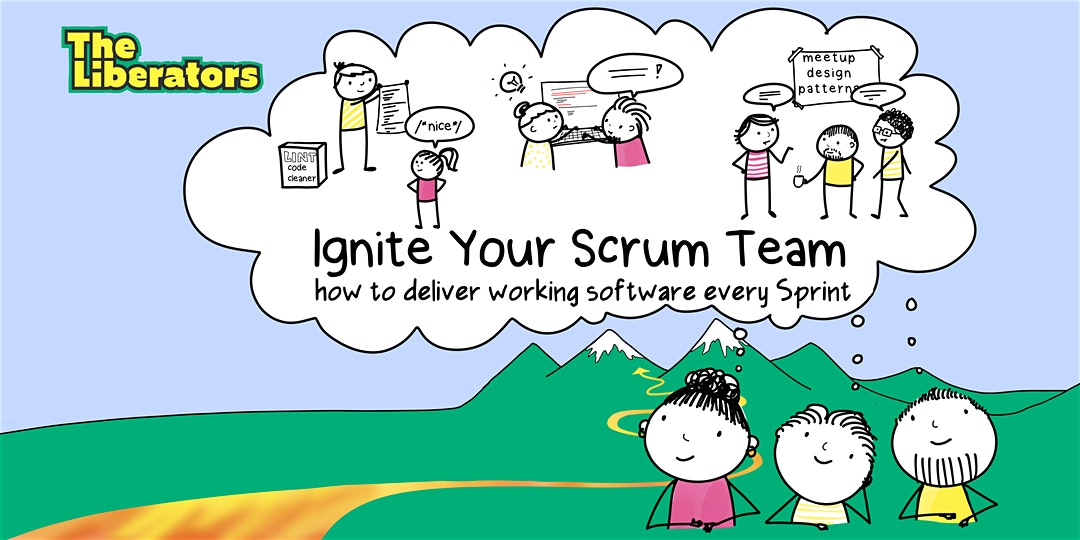 The
Liberators
LINT
code
cleaner
/*nice*/
!
meetup
design
patterns
Ignite Your Scrum Team
how to deliver working software every Sprint